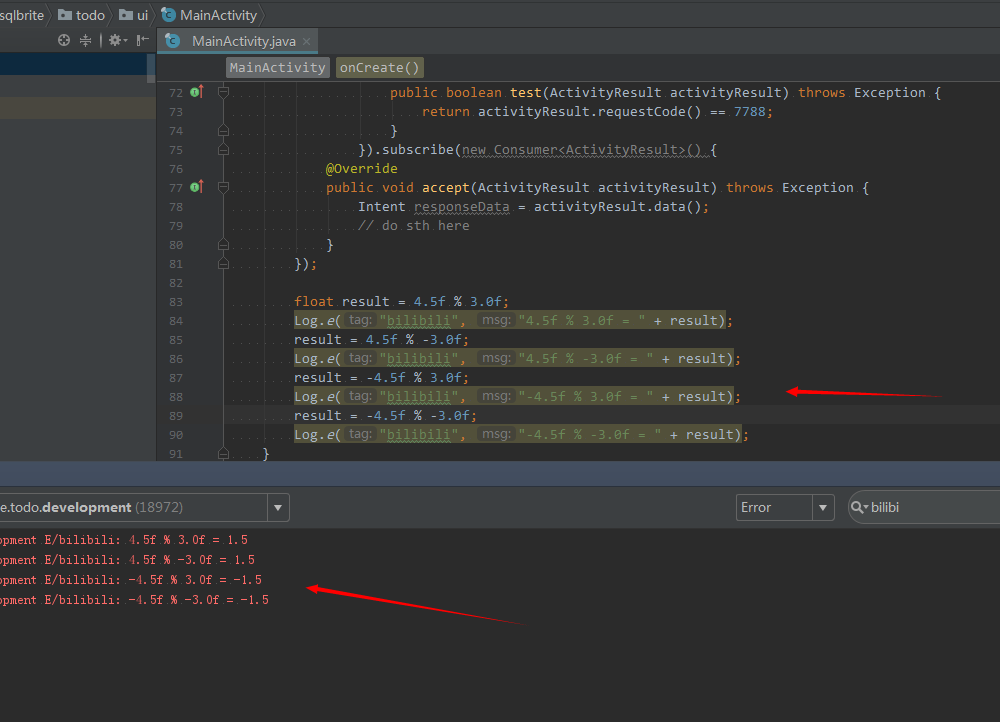 sqlbrite todo ui MainActivity
MainActivity.java
MainActivity onCreate()
72 public boolean test(ActivityResult activityResult) throws Exception {
73 return activityResult.requestCode() == 7788;
74 }
75 }).subscribe(new Consumer<ActivityResult>() {
76 @Override
77 public void accept(ActivityResult activityResult) throws Exception {
78 Intent responseData = activityResult.data();
79 // do sth here
80 }
81 });
82
83 float result = 4.5f % 3.0f;
84 Log.e( tag: "bilibili", msg: "4.5f % 3.0f = " + result);
85 result = 4.5f % -3.0f;
86 Log.e( tag: "bilibili", msg: "4.5f % -3.0f = " + result);
87 result = -4.5f % 3.0f;
88 Log.e( tag: "bilibili", msg: "-4.5f % 3.0f = " + result);
89 result = -4.5f % -3.0f;
90 Log.e( tag: "bilibili", msg: "-4.5f % -3.0f = " + result);
91 }
e.todo.development (18972) Error bilibi
opment E/bilibili: 4.5f % 3.0f = 1.5
opment E/bilibili: 4.5f % -3.0f = 1.5
opment E/bilibili: -4.5f % 3.0f = -1.5
opment E/bilibili: -4.5f % -3.0f = -1.5